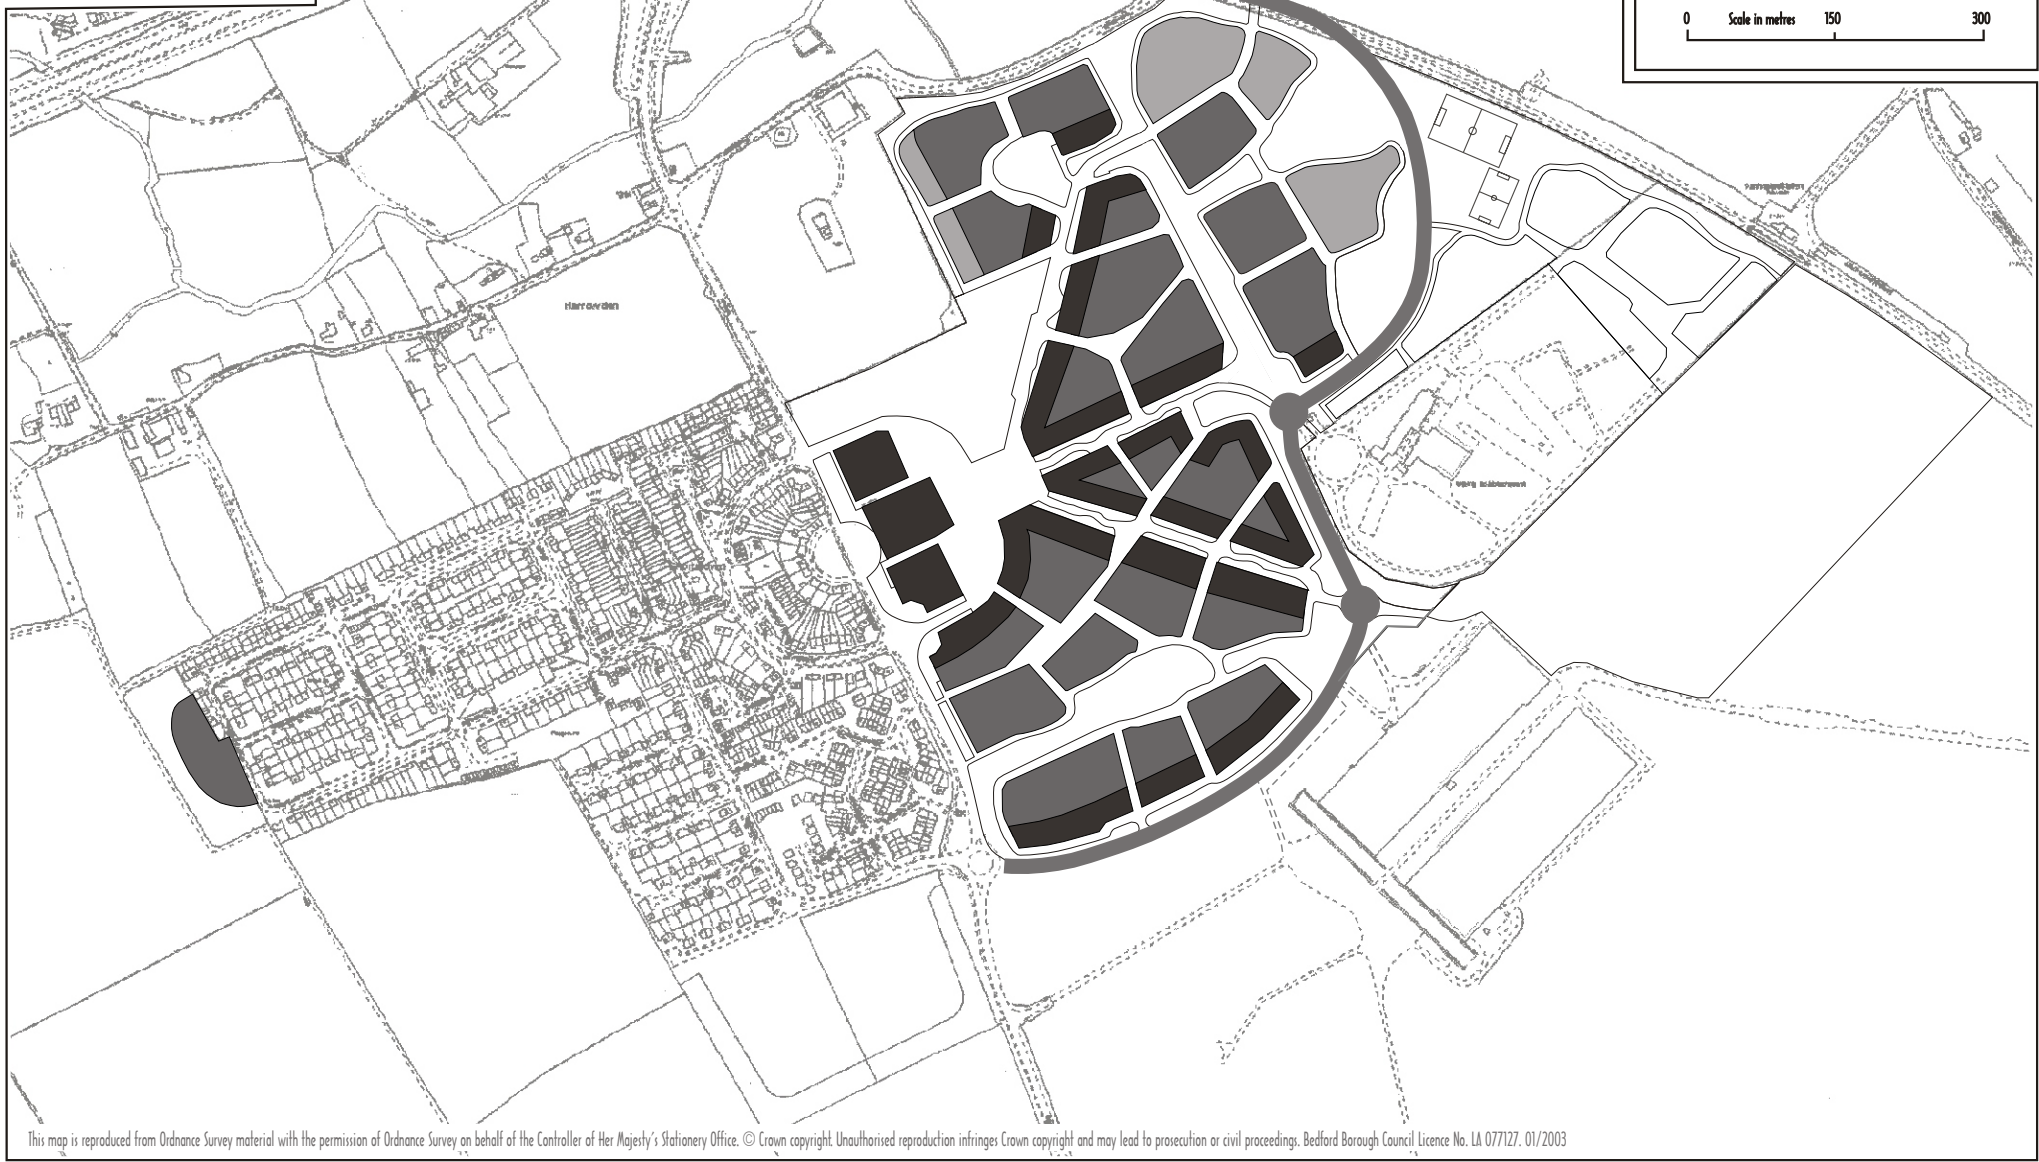 0 Scale in metres 150 300
Harrowden
This map is reproduced from Ordnance Survey material with the permission of Ordnance Survey on behalf of the Controller of Her Majesty's Stationery Office. © Crown copyright. Unauthorised reproduction infringes Crown copyright and may lead to prosecution or civil proceedings. Bedford Borough Council Licence No. LA 077127. 01/2003